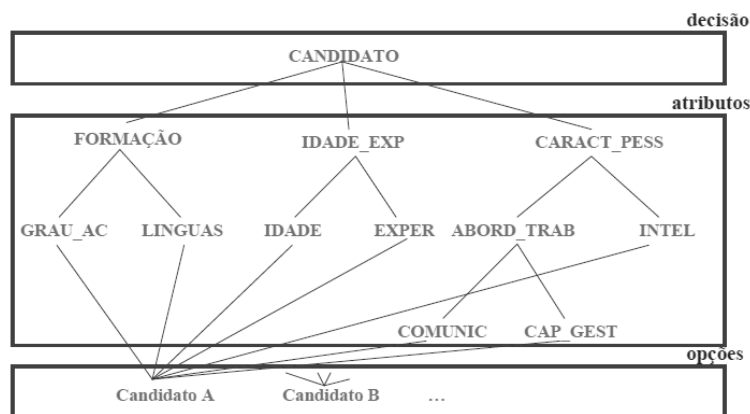 decisão
CANDIDATO
atributos
FORMAÇÃO IDADE_EXP CARACT_PESS
GRAU_AC LINGUAS IDADE EXPER ABORD_TRAB INTEL
COMUNIC CAP_GEST
opções
Candidato A Candidato B ...